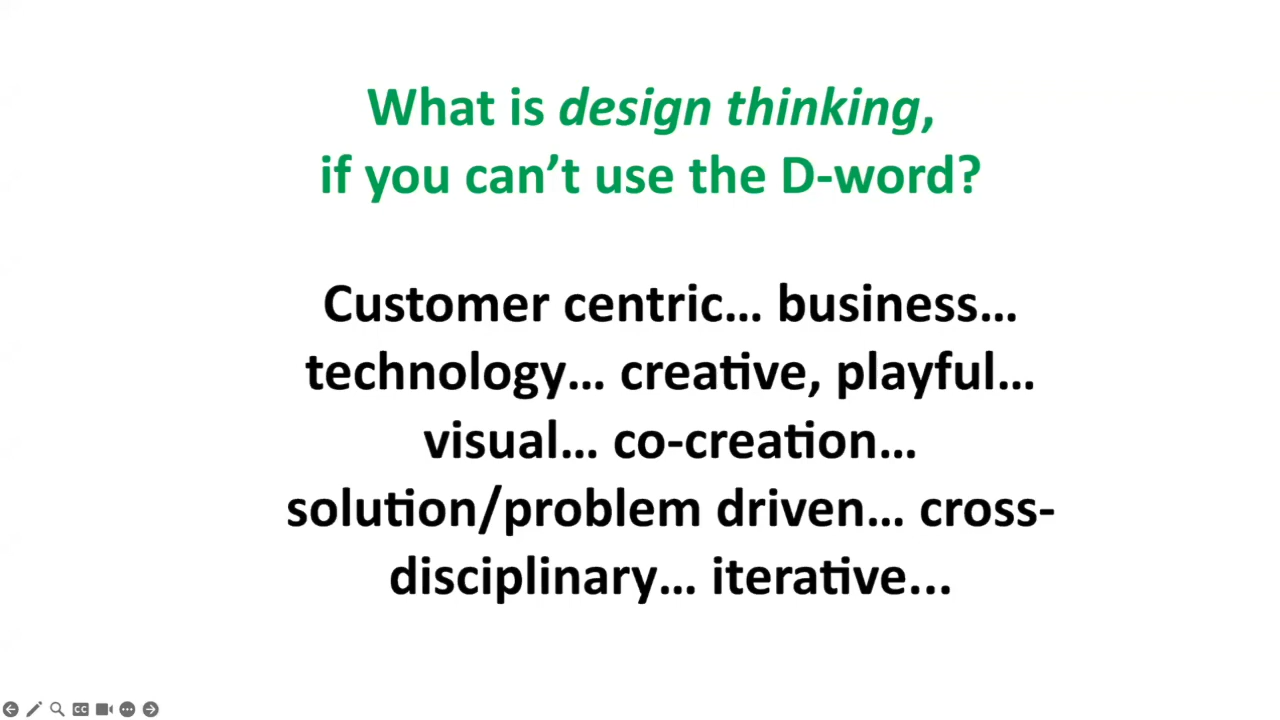 What is design thinking,
if you can’t use the D-word?
Customer centric… business…
technology… creative, playful…
visual… co-creation…
solution/problem driven… cross-
disciplinary… iterative...
CC